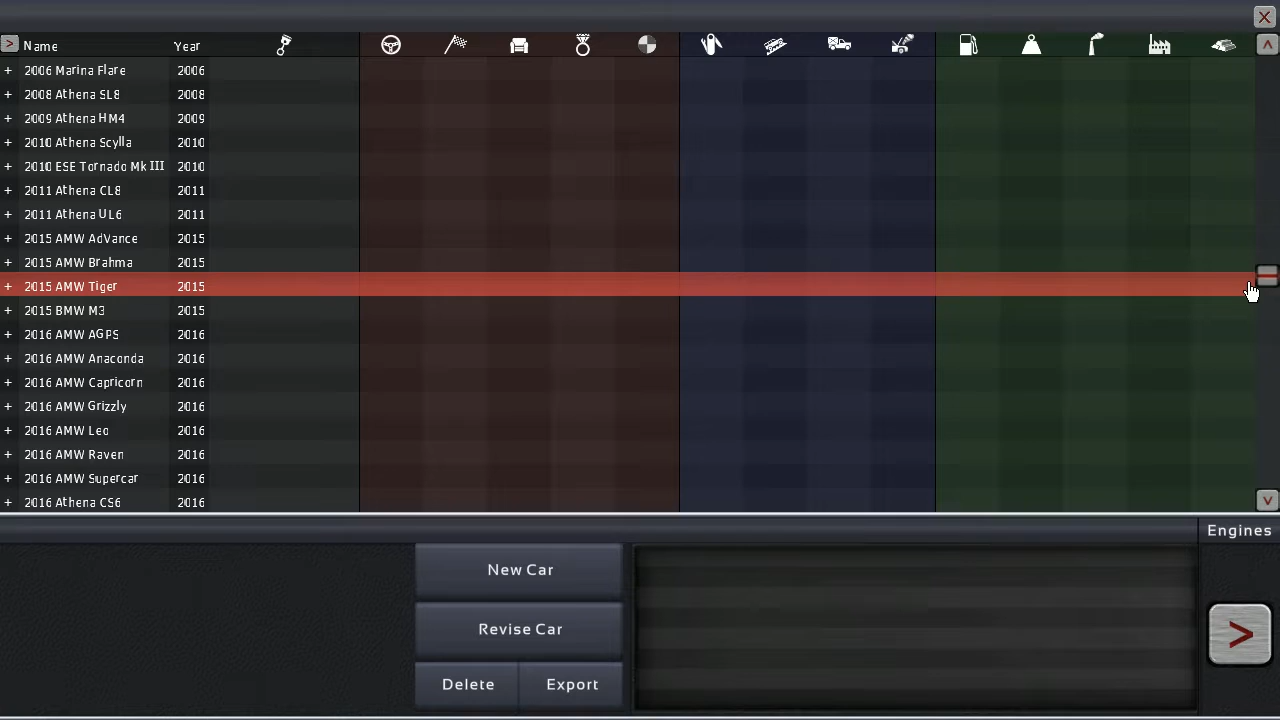 Name Year
+ 2006 Marina Flare 2006
+ 2008 Athena SL8 2008
+ 2009 Athena HM4 2009
+ 2010 Athena Scylla 2010
+ 2010 ESE Tornado Mk III 2010
+ 2011 Athena CL8 2011
+ 2011 Athena UL6 2011
+ 2015 AMW AdVance 2015
+ 2015 AMW Brahma 2015
+ 2015 AMW Tiger 2015
+ 2015 BMW M3 2015
+ 2016 AMW AGPS 2016
+ 2016 AMW Anaconda 2016
+ 2016 AMW Capricorn 2016
+ 2016 AMW Grizzly 2016
+ 2016 AMW Leo 2016
+ 2016 AMW Raven 2016
+ 2016 AMW Supercar 2016
+ 2016 Athena CS6 2016
Engines
New Car
Revise Car
Delete Export